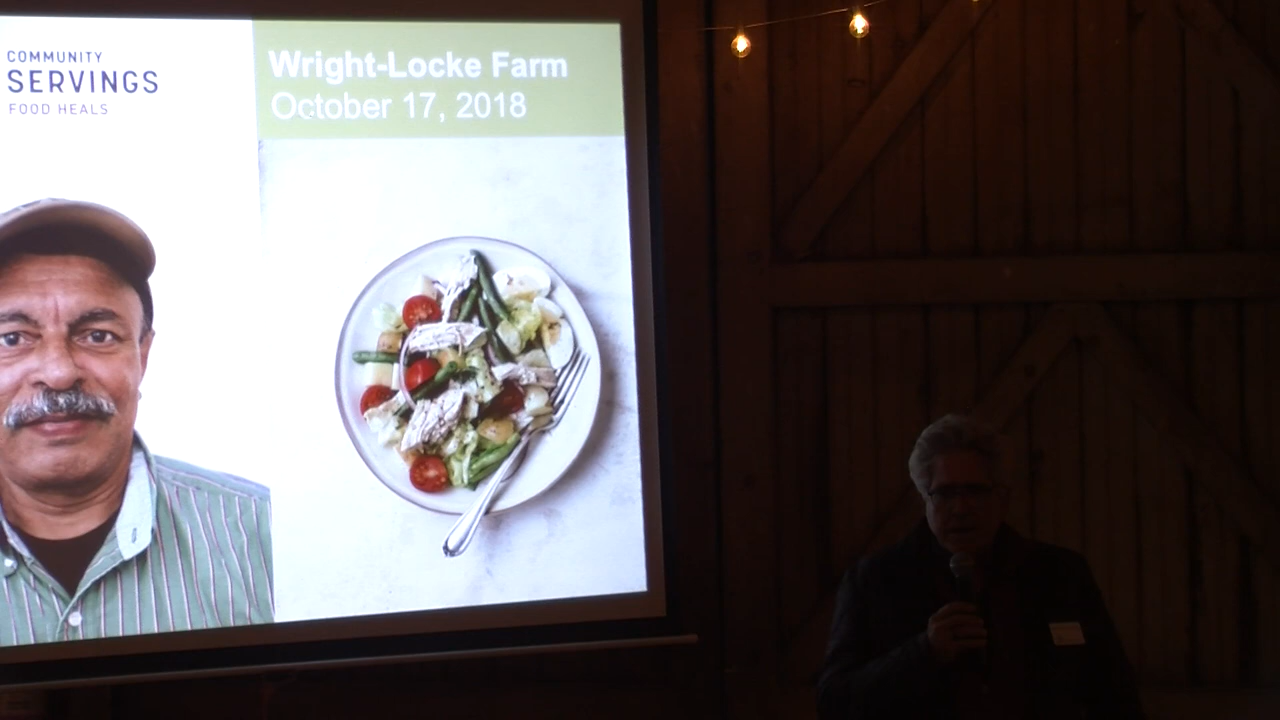 COMMUNITY
SERVINGS
FOOD HEALS
Wright-Locke Farm
October 17, 2018